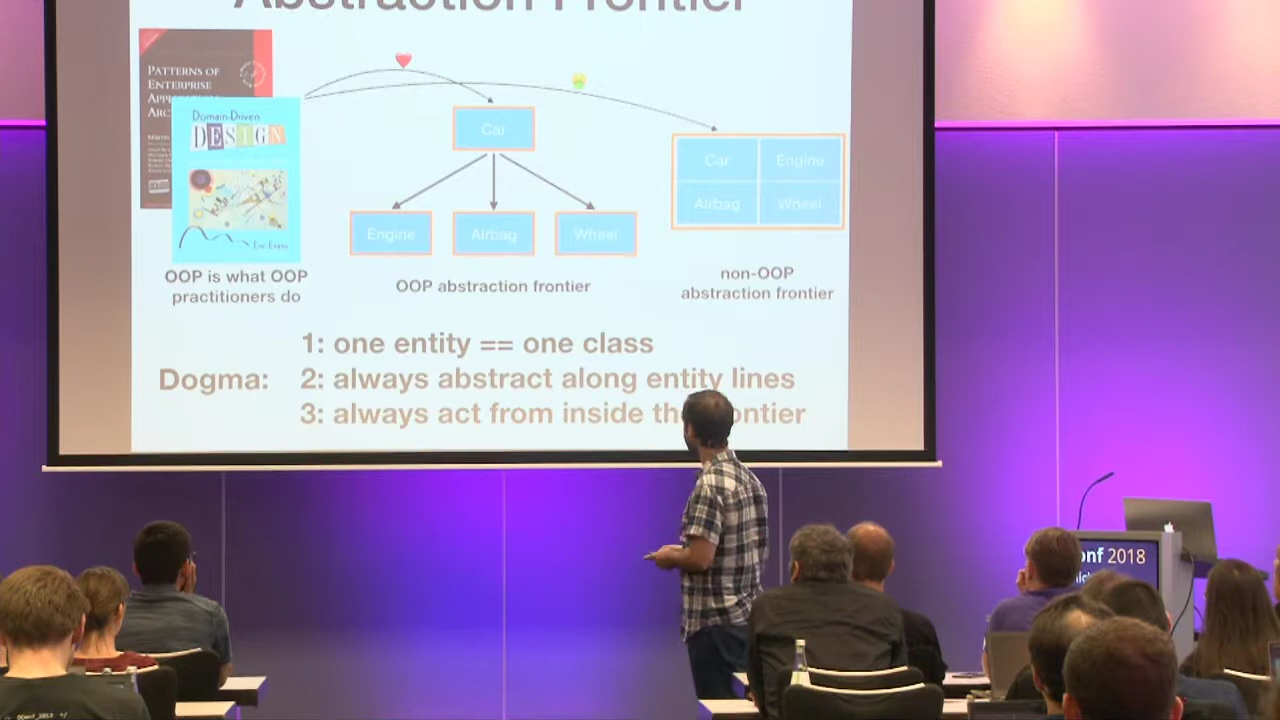 Abstraction Frontier
PATTERNS OF
ENTERPRISE
Domain-Driven
DESIGN
Eric Evans
OOP is what OOP
practitioners do
Car
Engine
Airbag
Wheel
OOP abstraction frontier
Car
Engine
Airbag
Wheel
non-OOP
abstraction frontier
1: one entity == one class
Dogma: 2: always abstract along entity lines
3: always act from inside the frontier
nf 2018